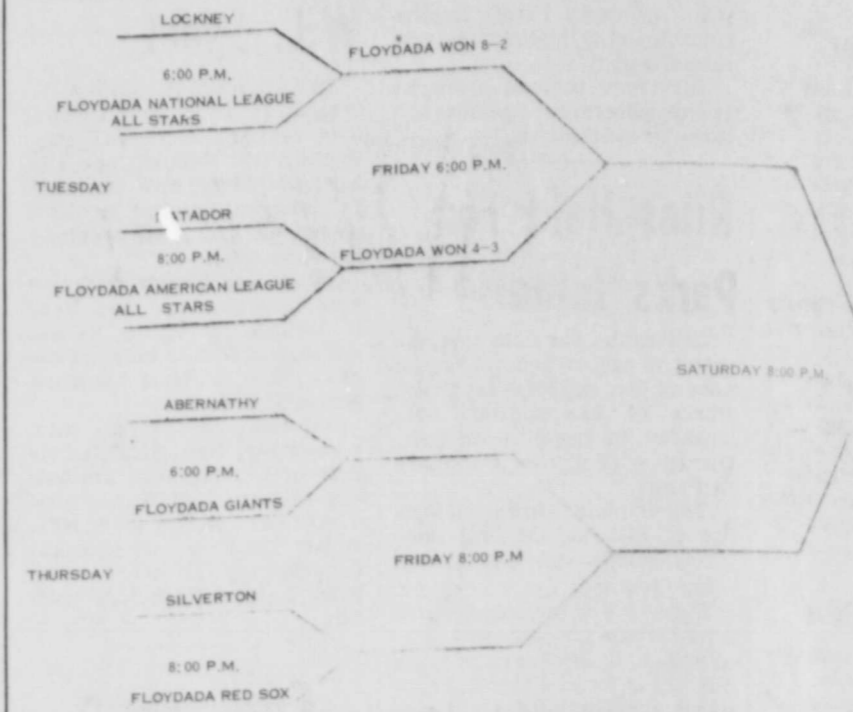 LOCKNEY
FLOYDADA WON 8-2
6:00 P.M.
FLOYDADA NATIONAL LEAGUE
ALL STARS
FRIDAY 6:00 P.M.
TUESDAY
8:00 P.M.
FLOYDADA WON 4-3
FLOYDADA AMERICAN LEAGUE
ALL STARS
SATURDAY 8:00 P.M.
ABERNATHY
6:00 P.M.
FLOYDADA GIANTS
FRIDAY 8:00 P.M
THURSDAY
SILVERTON
8:00 P.M.
FLOYDADA RED SOX